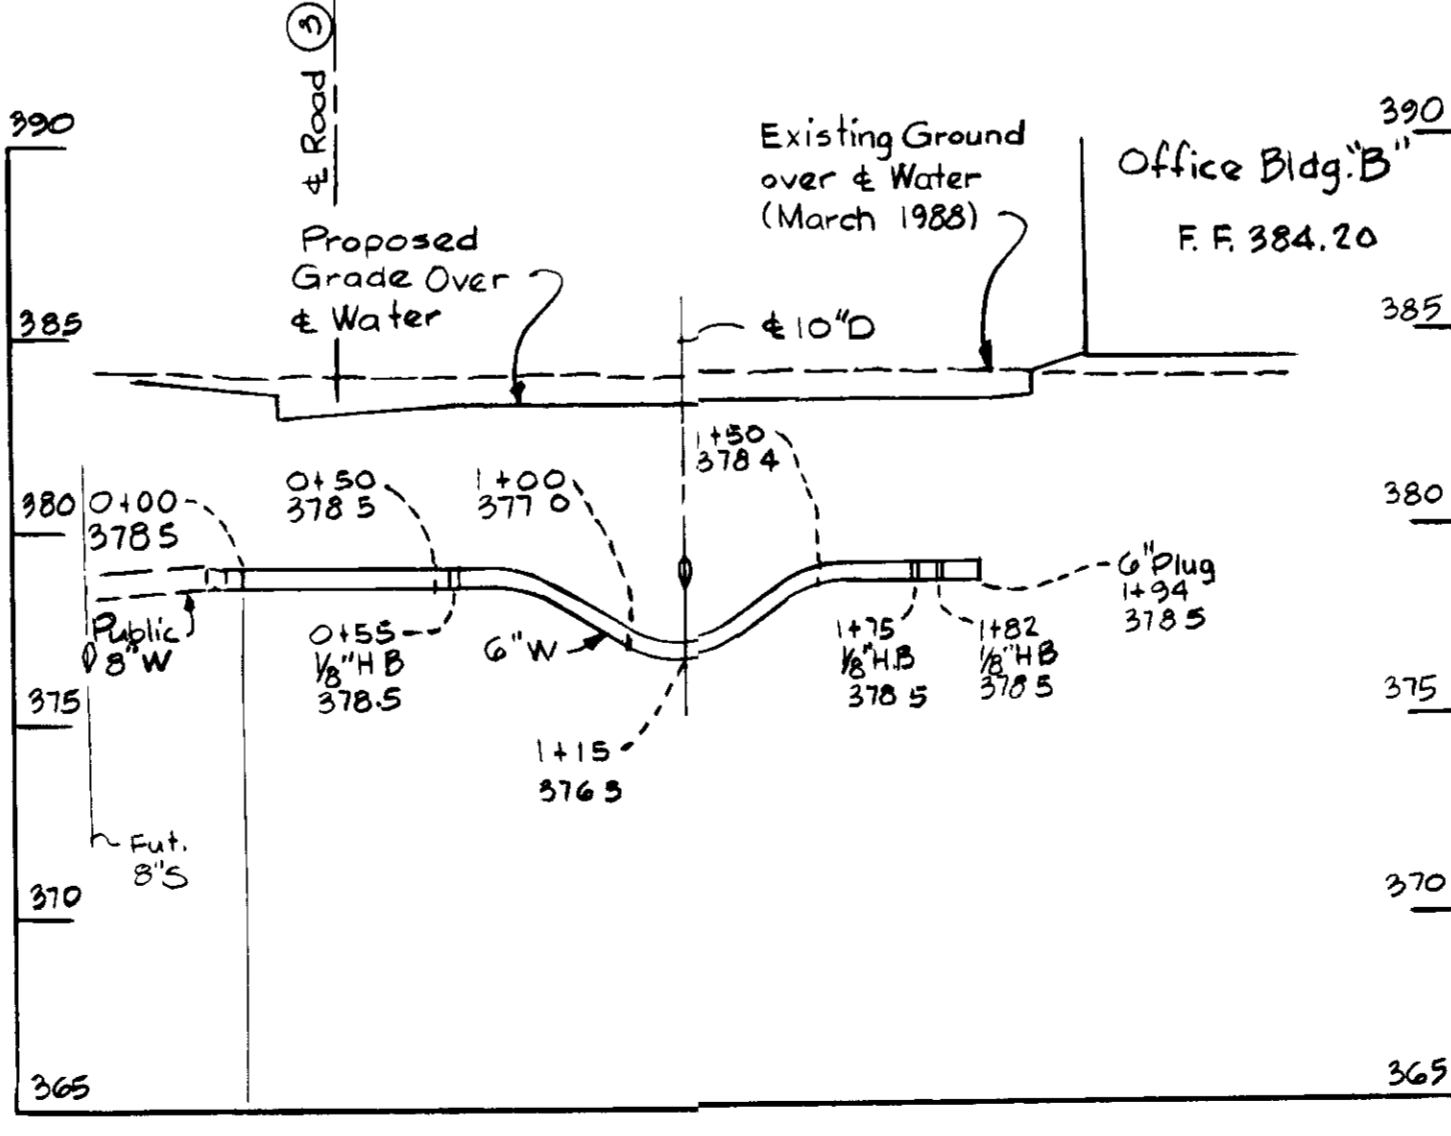 ℄ Road ③
390
390
Existing Ground
over ℄ Water
(March 1988)
Office Bldg."B"
F.F. 384.20
Proposed
Grade Over
℄ Water
385
385
℄ 10"D
1+50
378 4
0+00
378 5
0+50
378 5
1+00
377 0
380
380
6"Plug
1+94
378 5
Public
8"W
0+55
1/8"H B
378.5
6"W
1+75
1/8"H.B
378 5
1+82
1/8"H B
378 5
375
375
1+15
376 3
Fut.
8"S
370
370
365
365